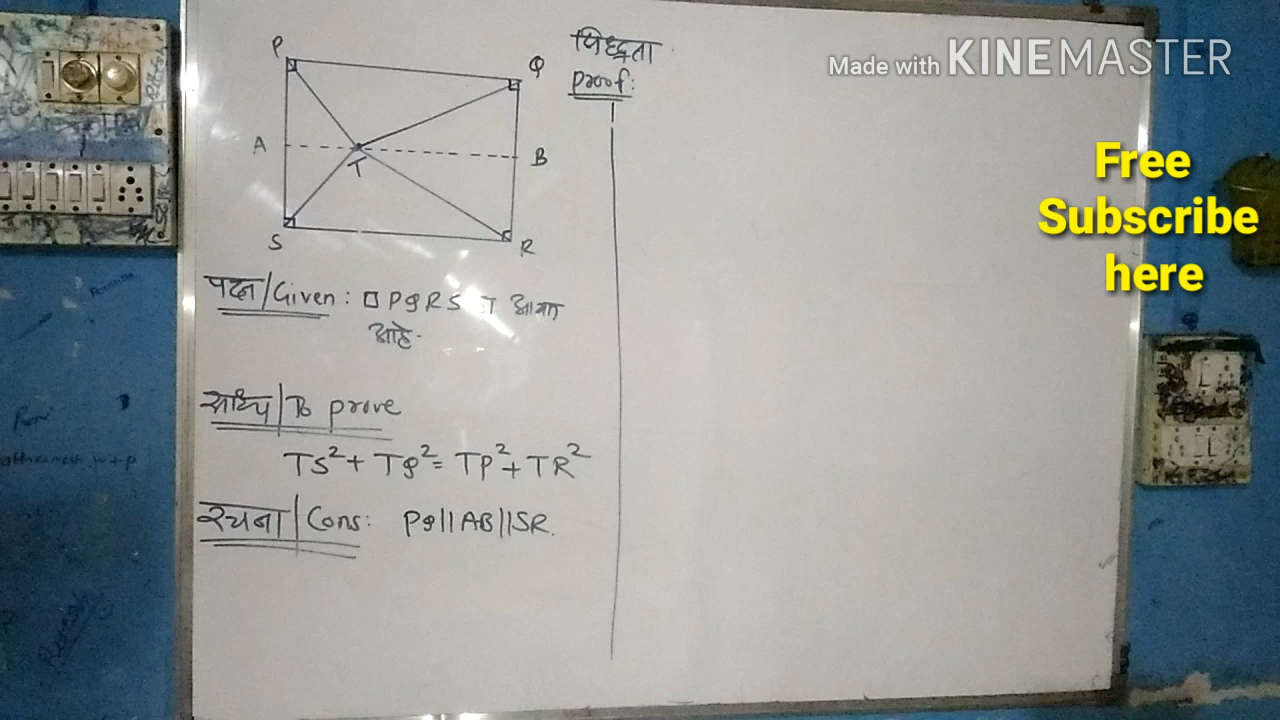 Made with KINEMASTER
Free
Subscribe
here
P
Q
A
B
T
S
R
पक्ष/Given: □ PQRS आयत
आहे.
साध्य/To prove
TS²+TQ²=TP²+TR²
रचना/Cons: PQ||AB||SR.
सिद्धता
proof: